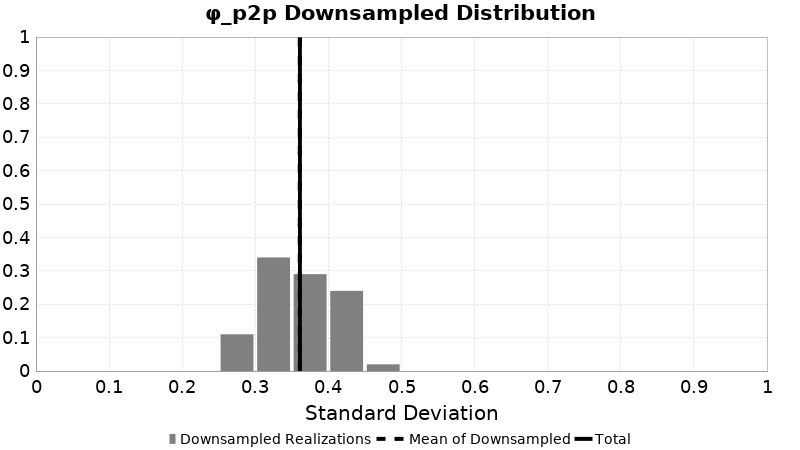 φ_p2p Downsampled Distribution
1
0.9
0.8
0.7
0.6
0.5
0.4
0.3
0.2
0.1
0
0 0.1 0.2 0.3 0.4 0.5 0.6 0.7 0.8 0.9 1
Standard Deviation
Downsampled Realizations Mean of Downsampled Total